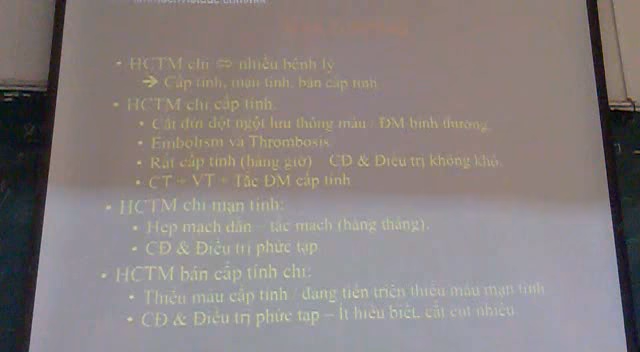 • HCTM chi ⇔ nhiều bệnh lý
➔ Cấp tính, mạn tính, bán cấp tính
• HCTM chi cấp tính:
• Cắt đứt đột ngột lưu thông máu / ĐM bình thường.
• Embolism và Thrombosis
• Rất cấp tính (hàng giờ) CĐ & Điều trị không khó.
• CT – VT – Tắc ĐM cấp tính
• HCTM chi mạn tính:
• Hẹp mạch dần – tắc mạch (hàng tháng).
• CĐ & Điều trị phức tạp
• HCTM bán cấp tính chi:
• Thiếu máu cấp tính / đang tiến triển thiếu máu mạn tính
• CĐ & Điều trị phức tạp – Ít hiểu biết, cắt cụt nhiều